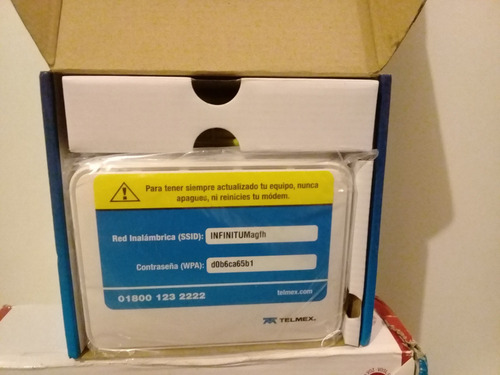 Para tener siempre actualizado tu equipo, nunca
apagues, ni reinicies tu módem.
Red Inalámbrica (SSID): INFINITUMagfh
Contraseña (WPA): d0b6ca65b1
01800 123 2222 telmex.com
TELMEX.